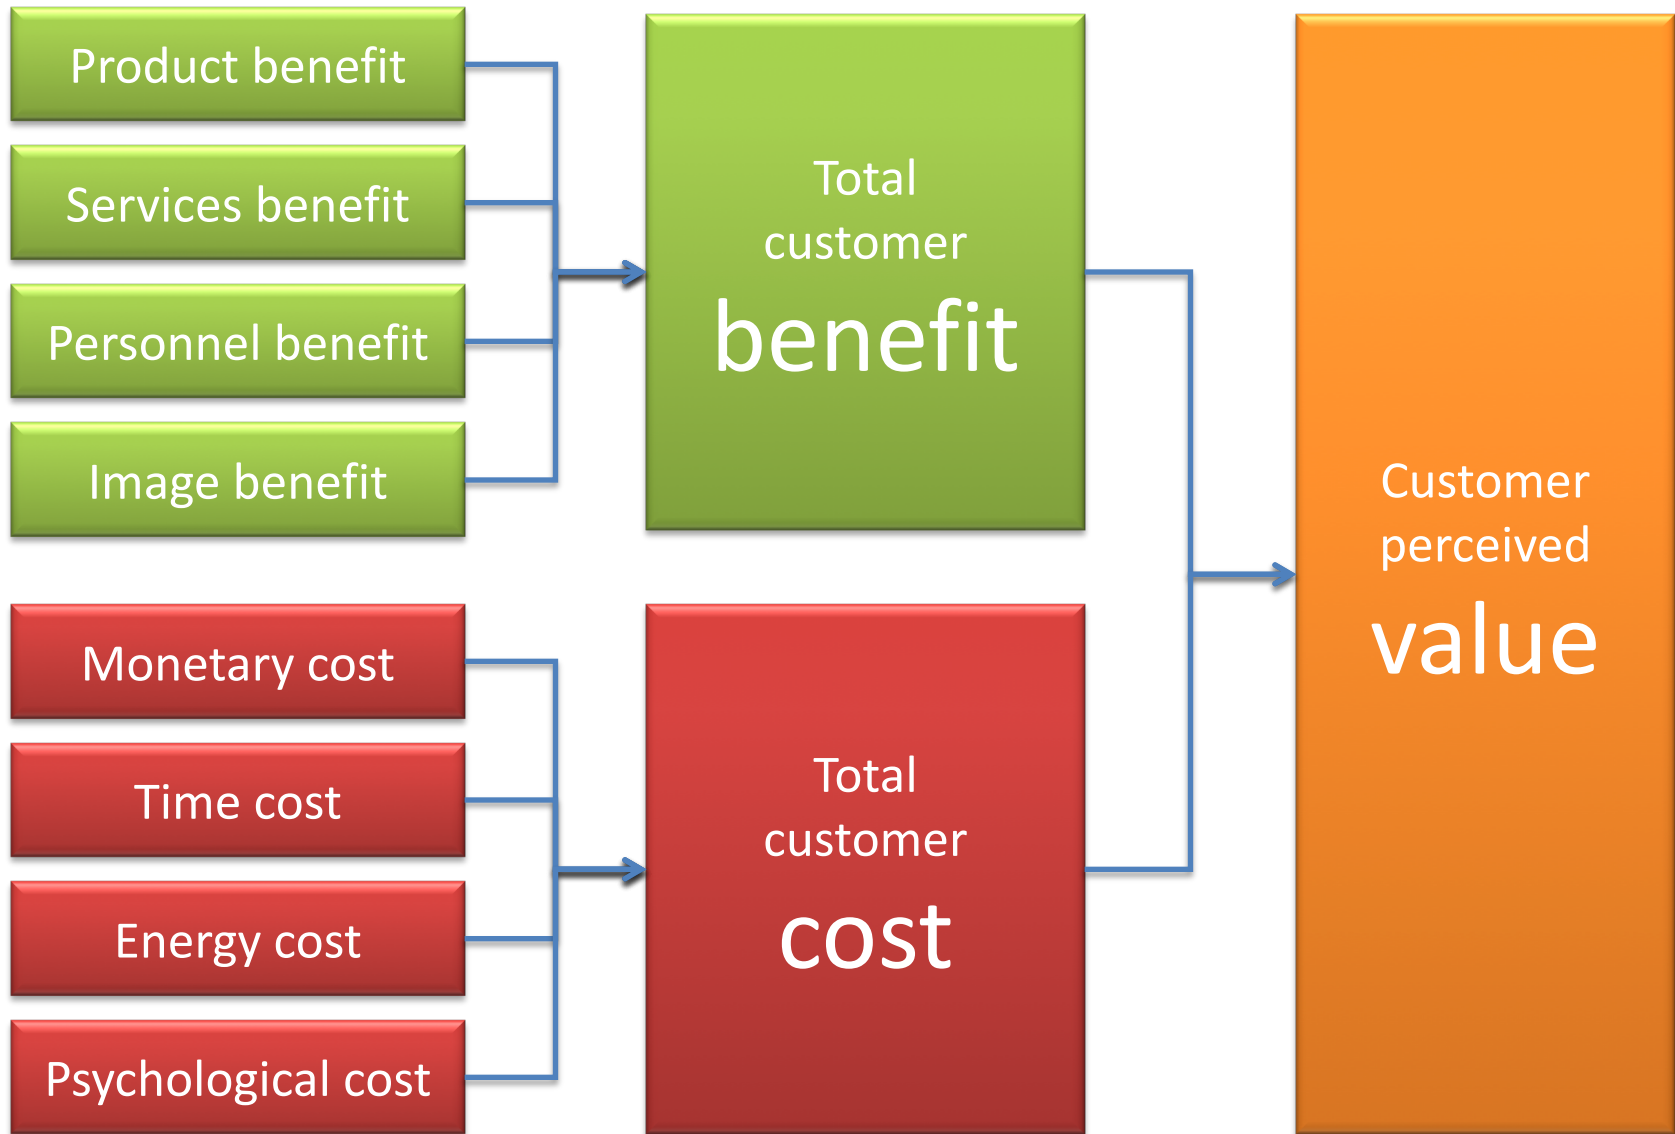 Product benefit
Services benefit
Personnel benefit
Image benefit
Total
customer
benefit
Monetary cost
Time cost
Energy cost
Psychological cost
Total
customer
cost
Customer
perceived
value